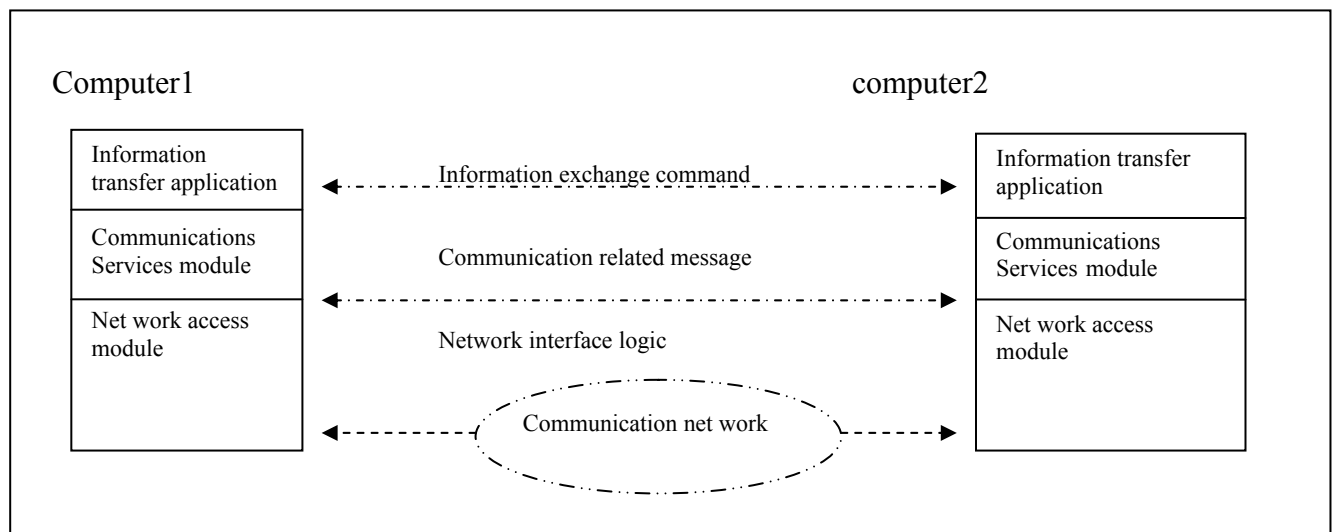 Computer1
computer2
Information
transfer application
Information exchange command
Information transfer
application
Communications
Services module
Communication related message
Communications
Services module
Net work access
module
Network interface logic
Net work access
module
Communication net work